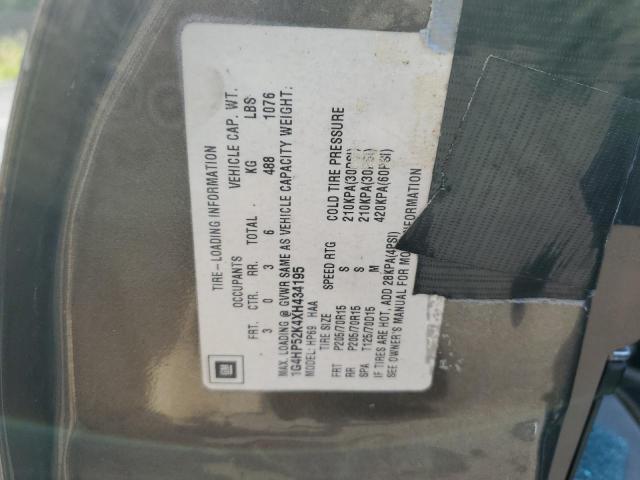 TIRE-LOADING INFORMATION
OCCUPANTS VEHICLE CAP. WT.
FRT. CTR. RR. TOTAL KG LBS
3 0 3 6 488 1076
MAX. LOADING @ GVWR SAME AS VEHICLE CAPACITY WEIGHT:
1G4HP52K4XH434195
MODEL: HP69 HAA
TIRE SIZE SPEED RTG COLD TIRE PRESSURE
FRT P205/70R15 S 210KPA(30PSI)
RR P205/70R15 S 210KPA(30PSI)
SPA T125/70D15 M 420KPA(60PSI)
IF TIRES ARE HOT, ADD 28KPA(4PSI)
SEE OWNER'S MANUAL FOR MORE INFORMATION
GM